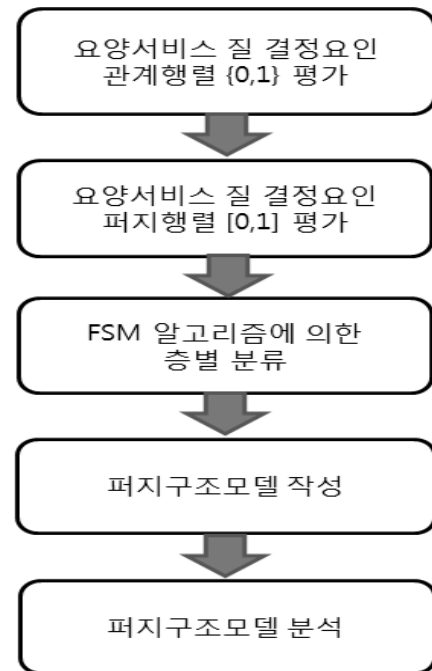 요양서비스 질 결정요인
관계행렬 {0,1} 평가
요양서비스 질 결정요인
퍼지행렬 [0,1] 평가
FSM 알고리즘에 의한
층별 분류
퍼지구조모델 작성
퍼지구조모델 분석